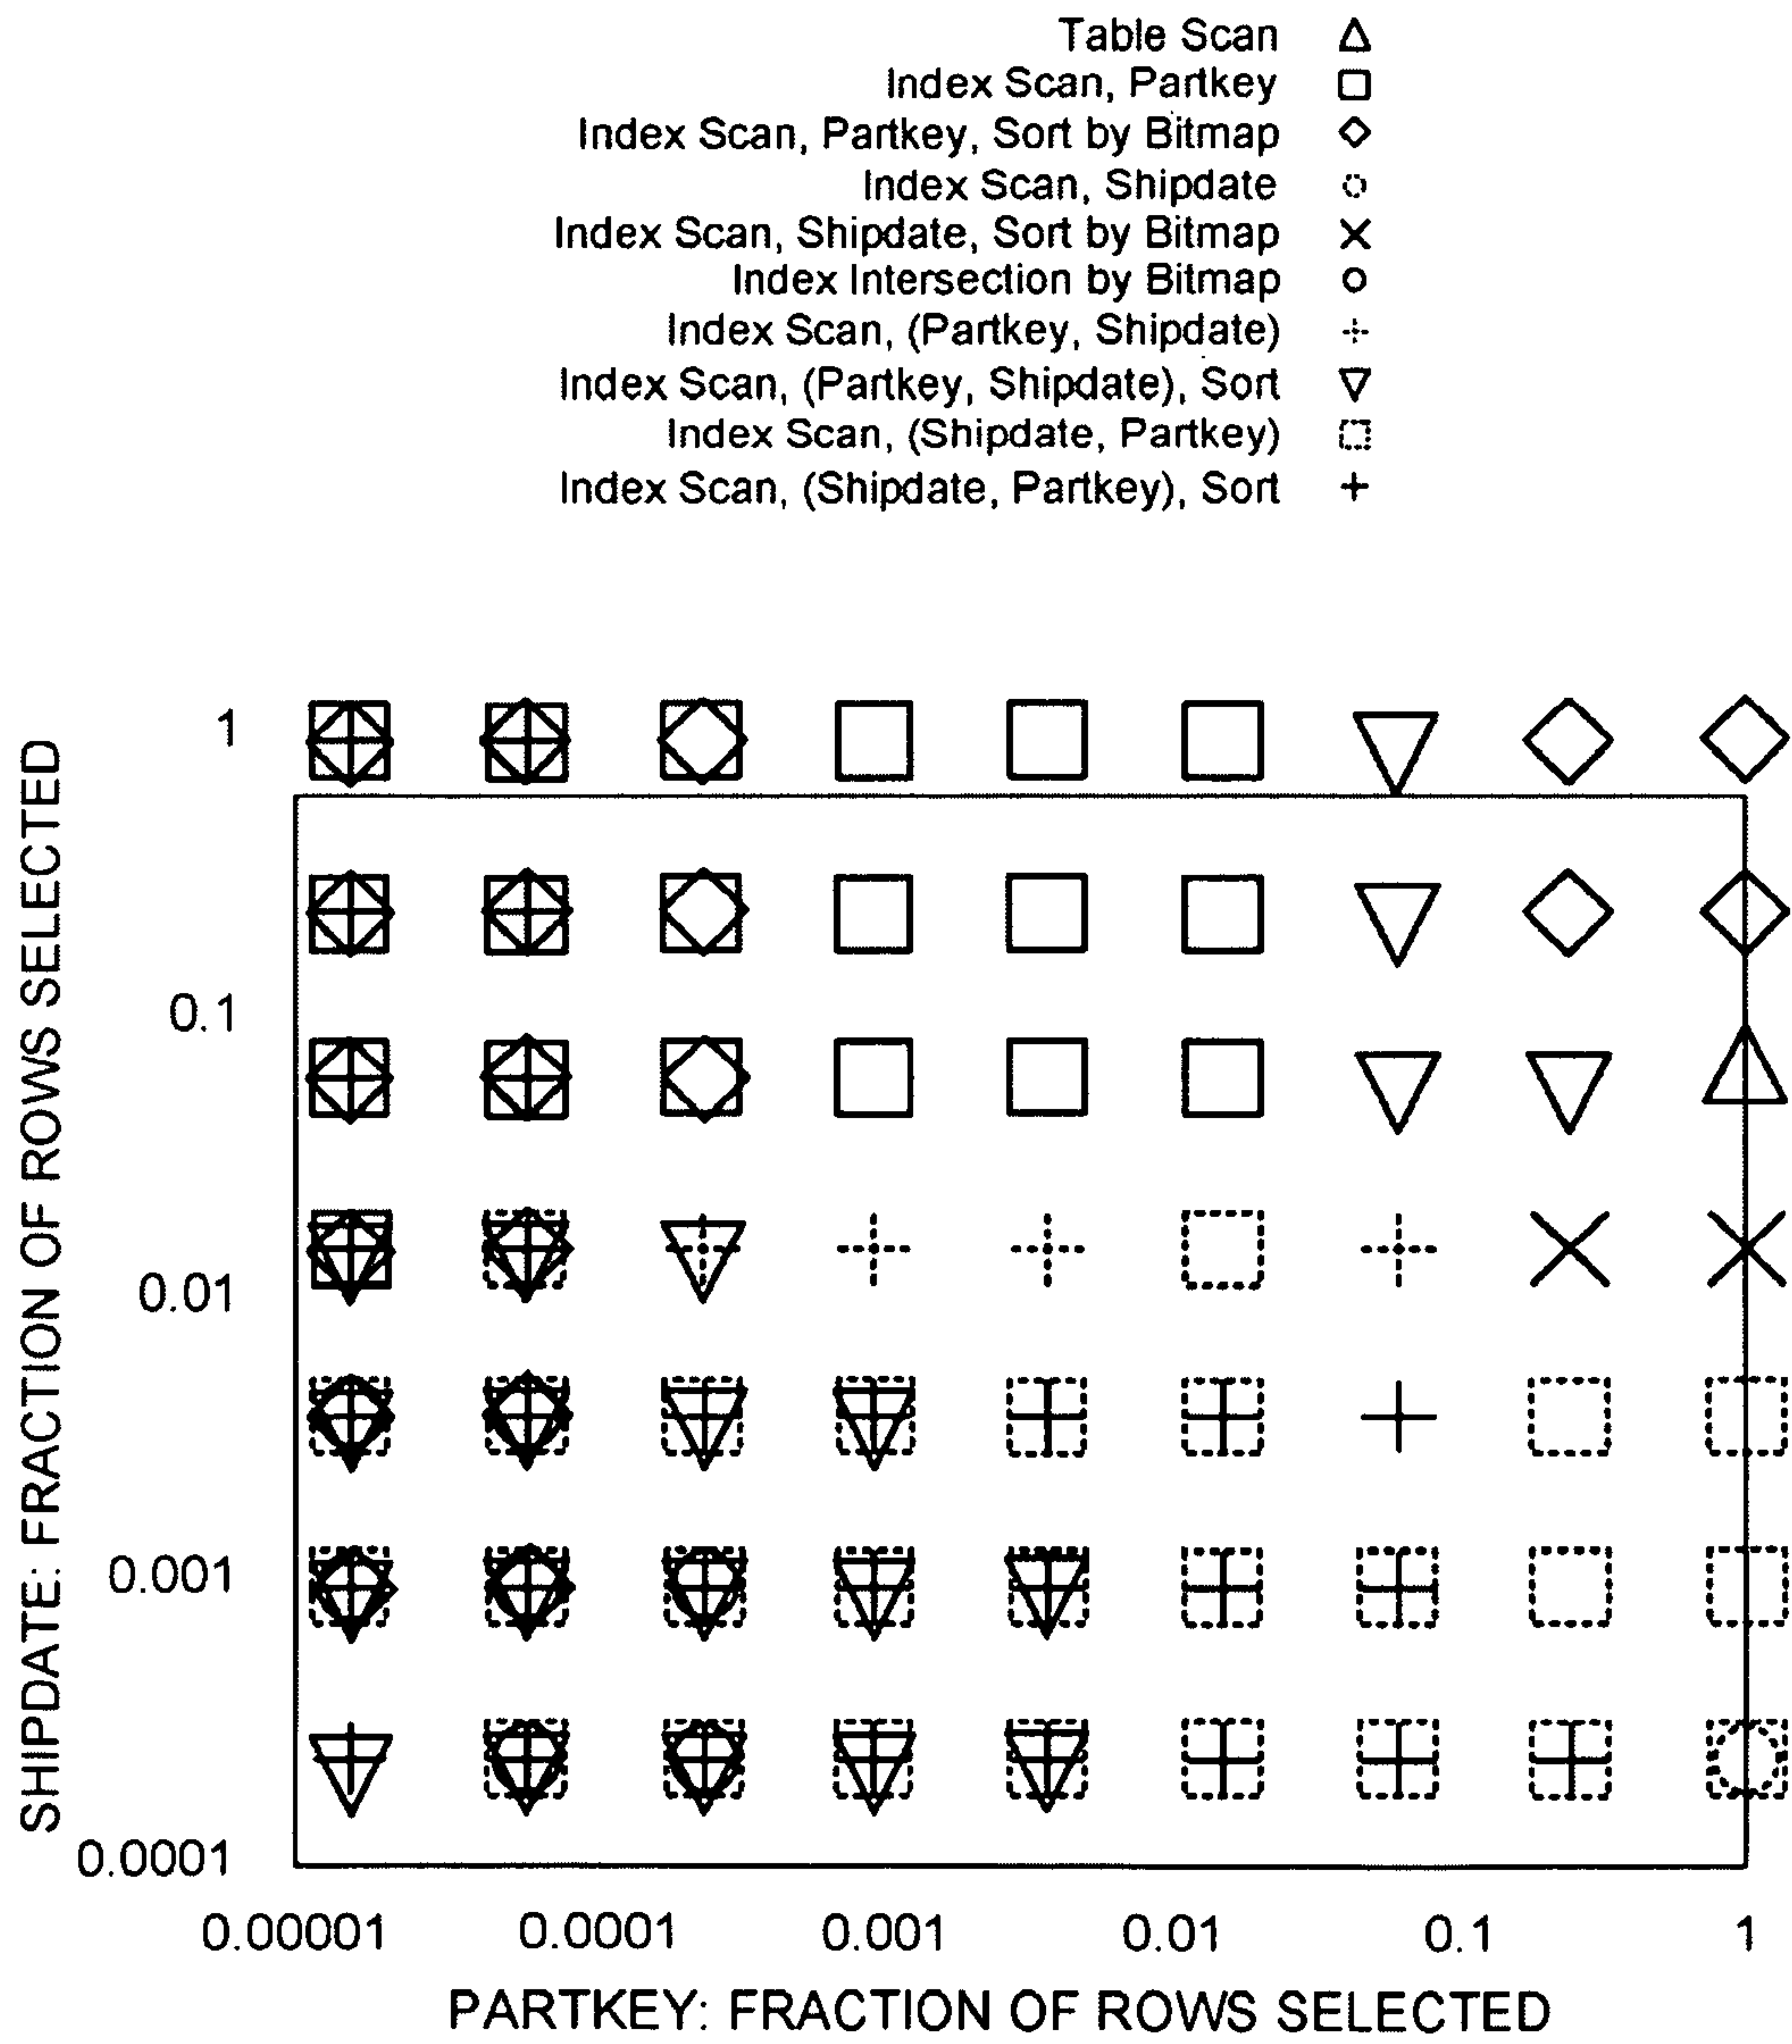 Table Scan
Index Scan, Partkey
Index Scan, Partkey, Sort by Bitmap
Index Scan, Shipdate
Index Scan, Shipdate, Sort by Bitmap
Index Intersection by Bitmap
Index Scan, (Partkey, Shipdate)
Index Scan, (Partkey, Shipdate), Sort
Index Scan, (Shipdate, Partkey)
Index Scan, (Shipdate, Partkey), Sort
SHIPDATE: FRACTION OF ROWS SELECTED
1
0.1
0.01
0.001
0.0001
0.00001 0.0001 0.001 0.01 0.1 1
PARTKEY: FRACTION OF ROWS SELECTED